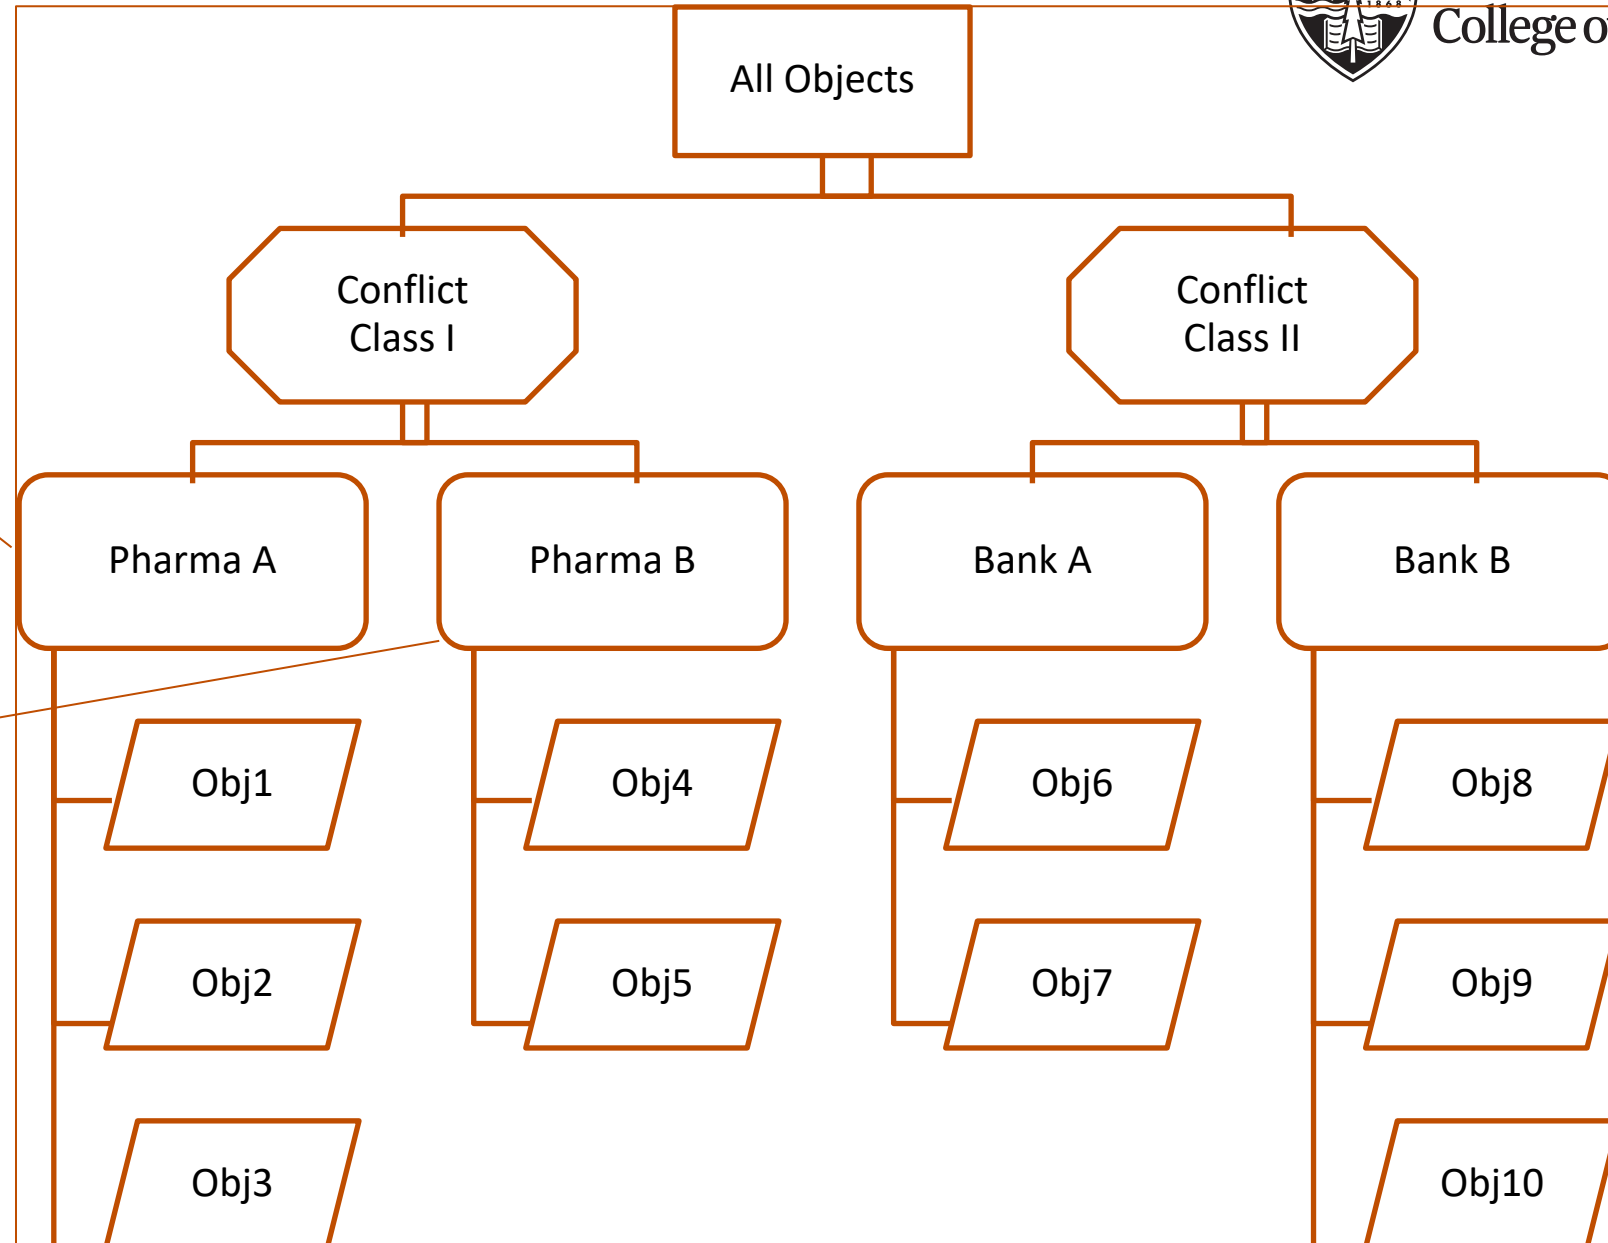 1868
College o
All Objects
Conflict
Class I
Conflict
Class II
Pharma A
Pharma B
Bank A
Bank B
Obj1
Obj4
Obj6
Obj8
Obj2
Obj5
Obj7
Obj9
Obj3
Obj10